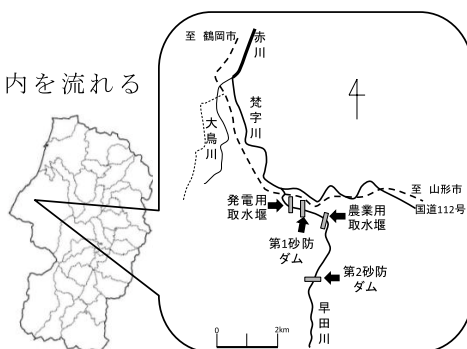 内を流れる
至 鶴岡市
赤川
梵字川
大鳥川
至 山形市
国道112号
発電用
取水堰
農業用
取水堰
第1砂防
ダム
第2砂防
ダム
早田川
0 2km